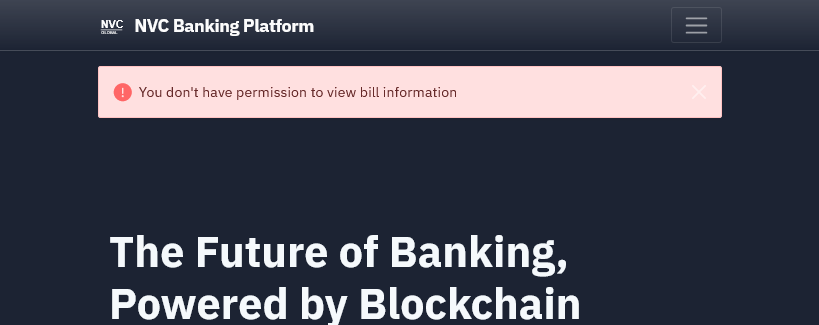 NVC
GLOBAL
NVC Banking Platform
You don't have permission to view bill information
The Future of Banking,
Powered by Blockchain